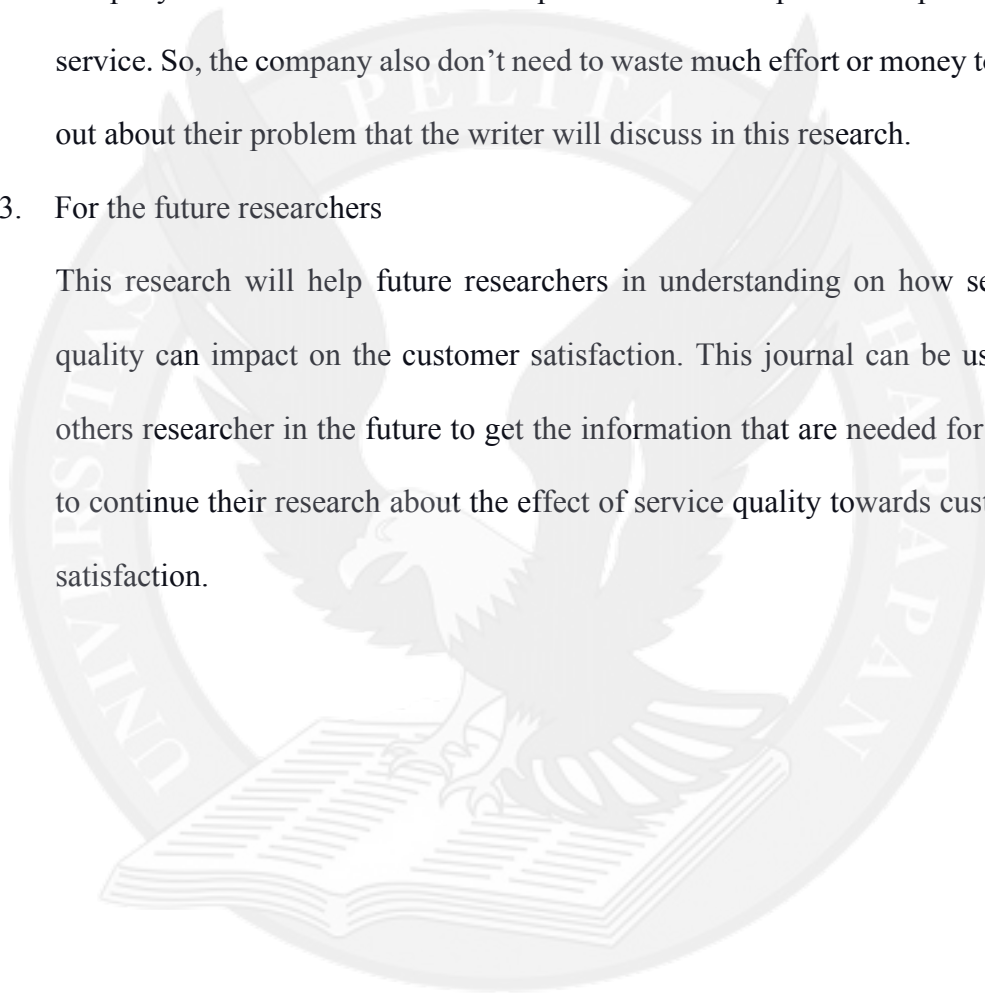 service. So, the company also don't need to waste much effort or money
out about their problem that the writer will discuss in this research.
3. For the future researchers
This research will help future researchers in understanding on how
quality can impact on the customer satisfaction. This journal can be
others researcher in the future to get the information that are needed for
to continue their research about the effect of service quality towards
satisfaction.
UNIVERSITAS PELITA HARAPAN